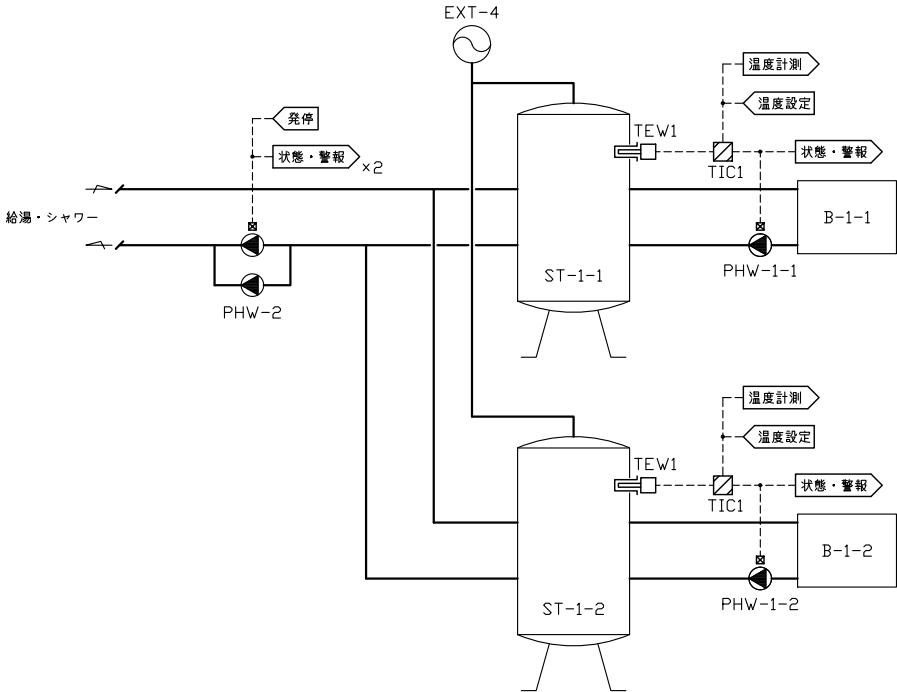 EXT-4
温度計測
発停
温度設定
状態・警報
×2
TEW1
TIC1
状態・警報
給湯・シャワー
B-1-1
PHW-1-1
ST-1-1
PHW-2
温度計測
温度設定
TEW1
TIC1
状態・警報
B-1-2
PHW-1-2
ST-1-2